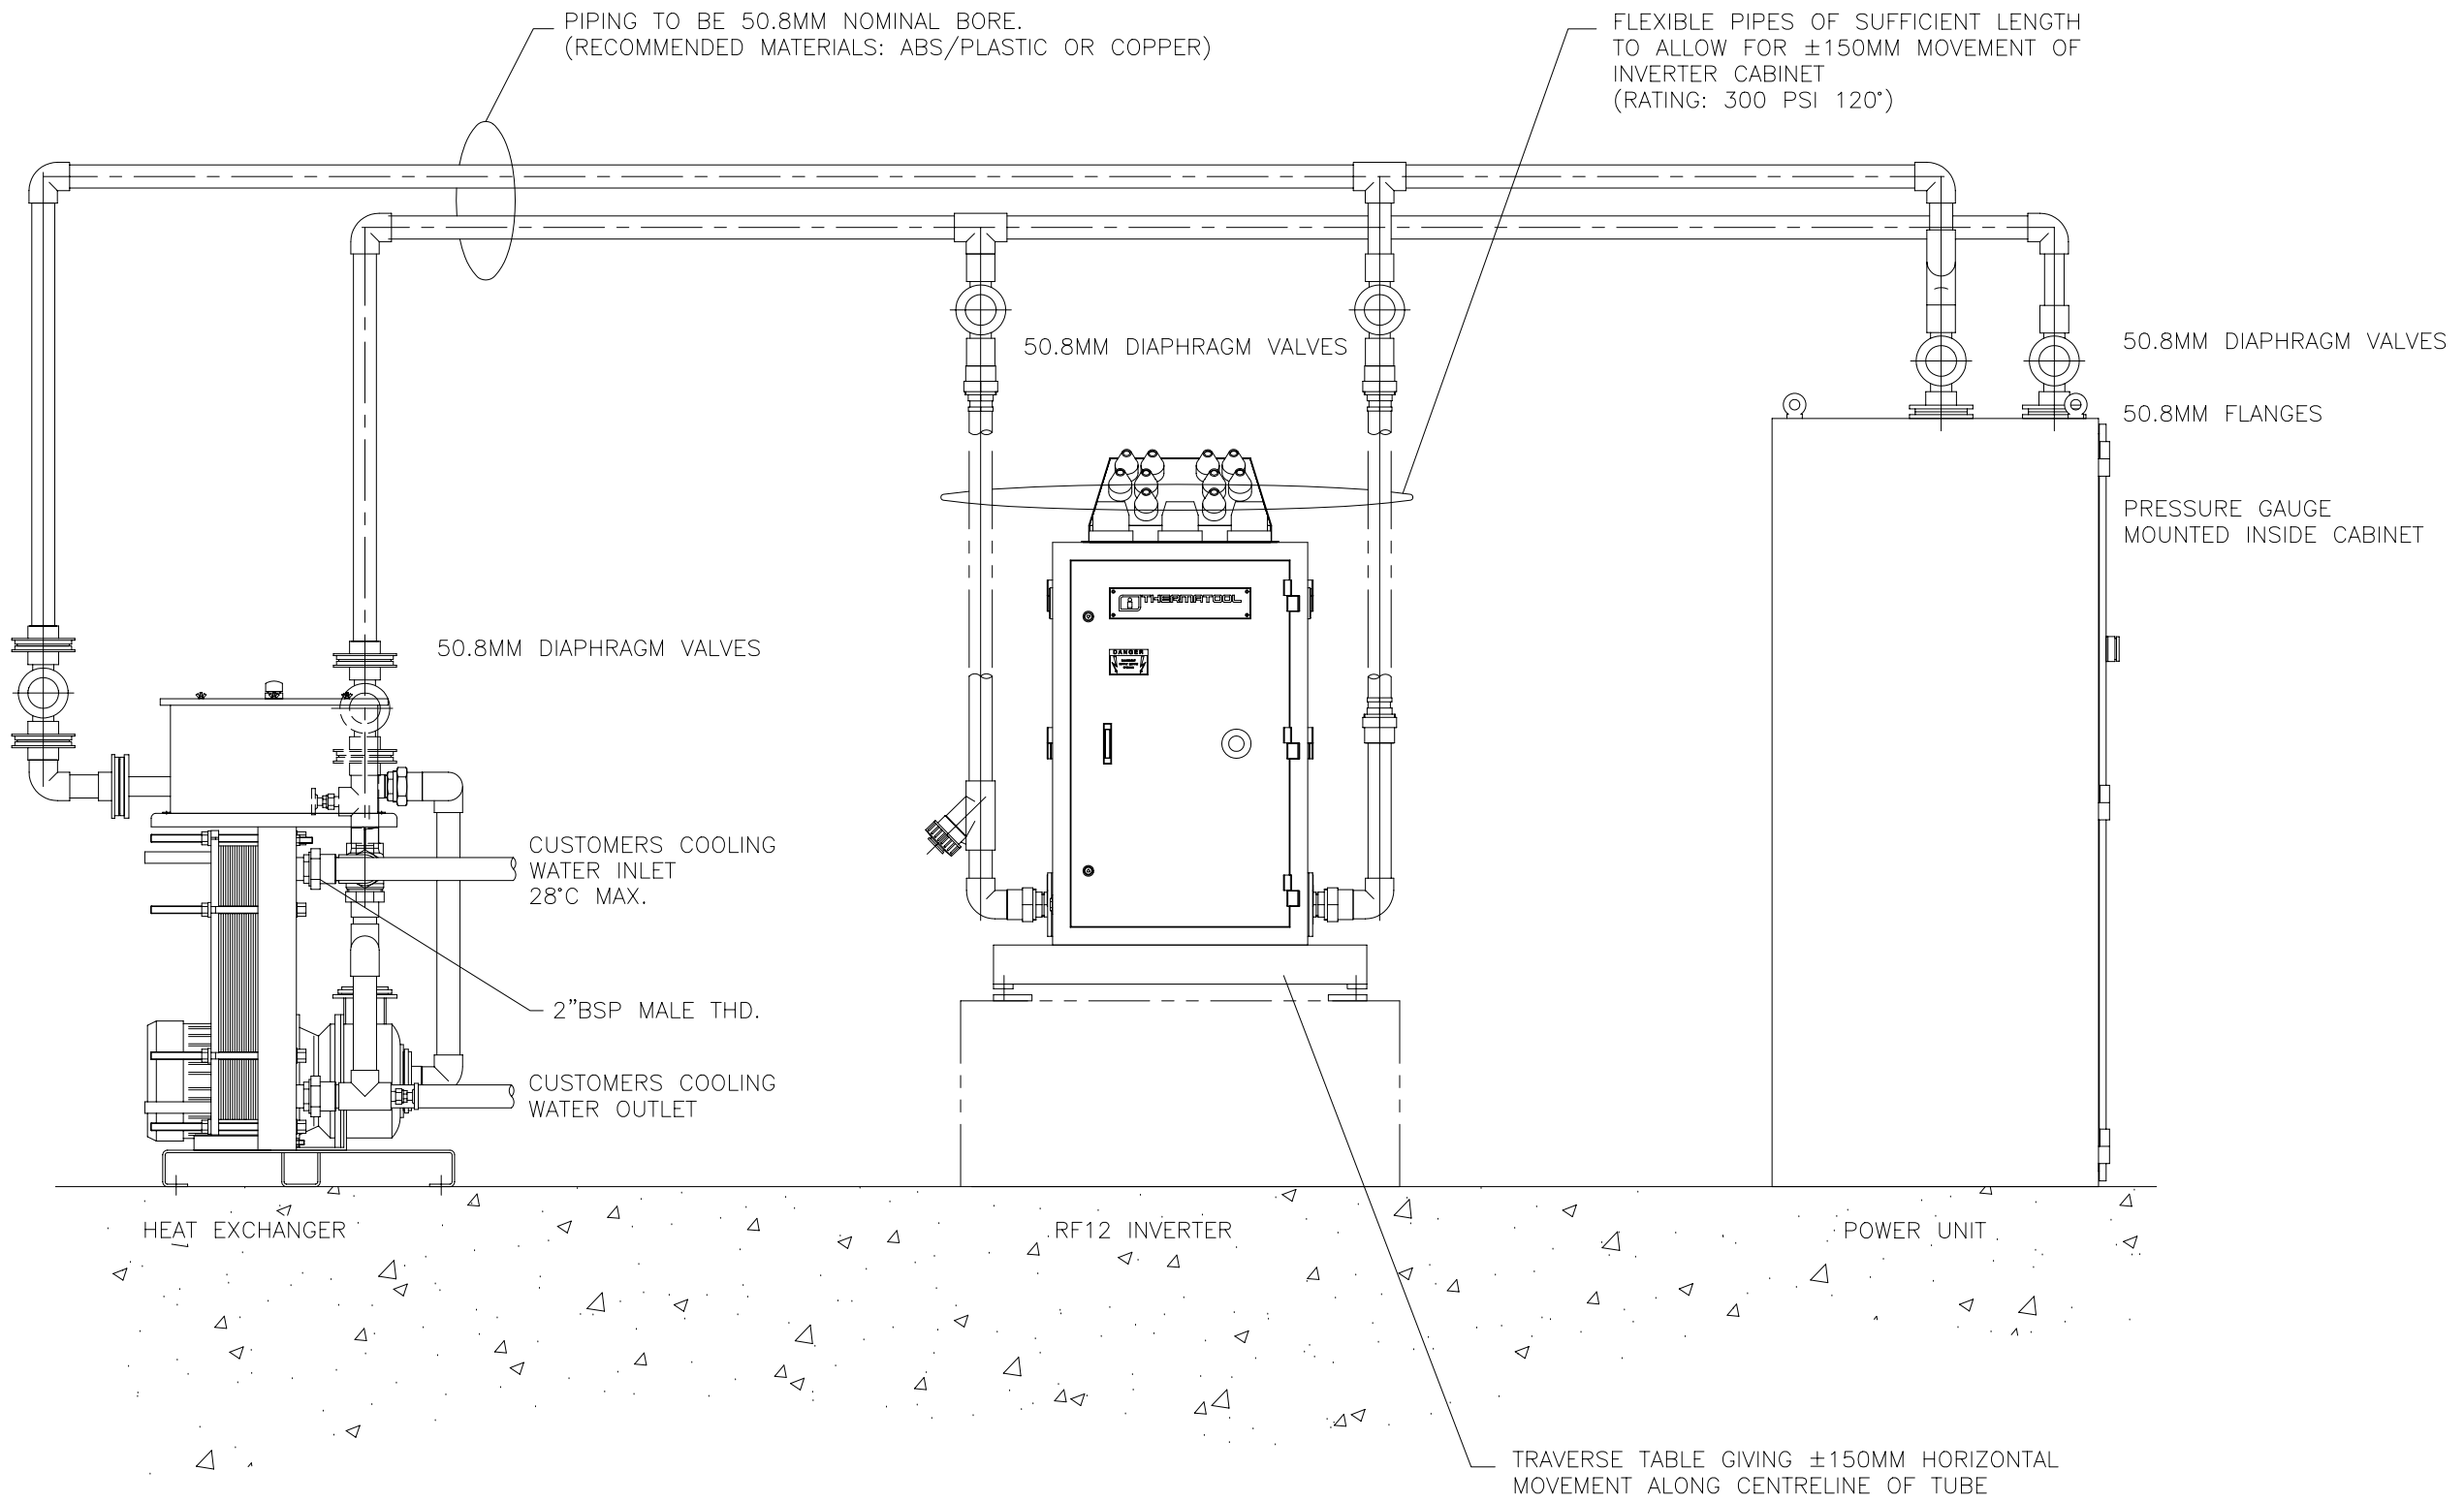 PIPING TO BE 50.8MM NOMINAL BORE.
(RECOMMENDED MATERIALS: ABS/PLASTIC OR COPPER)
FLEXIBLE PIPES OF SUFFICIENT LENGTH
TO ALLOW FOR ±150MM MOVEMENT OF
INVERTER CABINET
(RATING: 300 PSI 120°)
50.8MM DIAPHRAGM VALVES
50.8MM DIAPHRAGM VALVES
50.8MM FLANGES
PRESSURE GAUGE
MOUNTED INSIDE CABINET
THERMATOOL
DANGER
50.8MM DIAPHRAGM VALVES
CUSTOMERS COOLING
WATER INLET
28°C MAX.
2”BSP MALE THD.
CUSTOMERS COOLING
WATER OUTLET
HEAT EXCHANGER
RF12 INVERTER
POWER UNIT
TRAVERSE TABLE GIVING ±150MM HORIZONTAL
MOVEMENT ALONG CENTRELINE OF TUBE